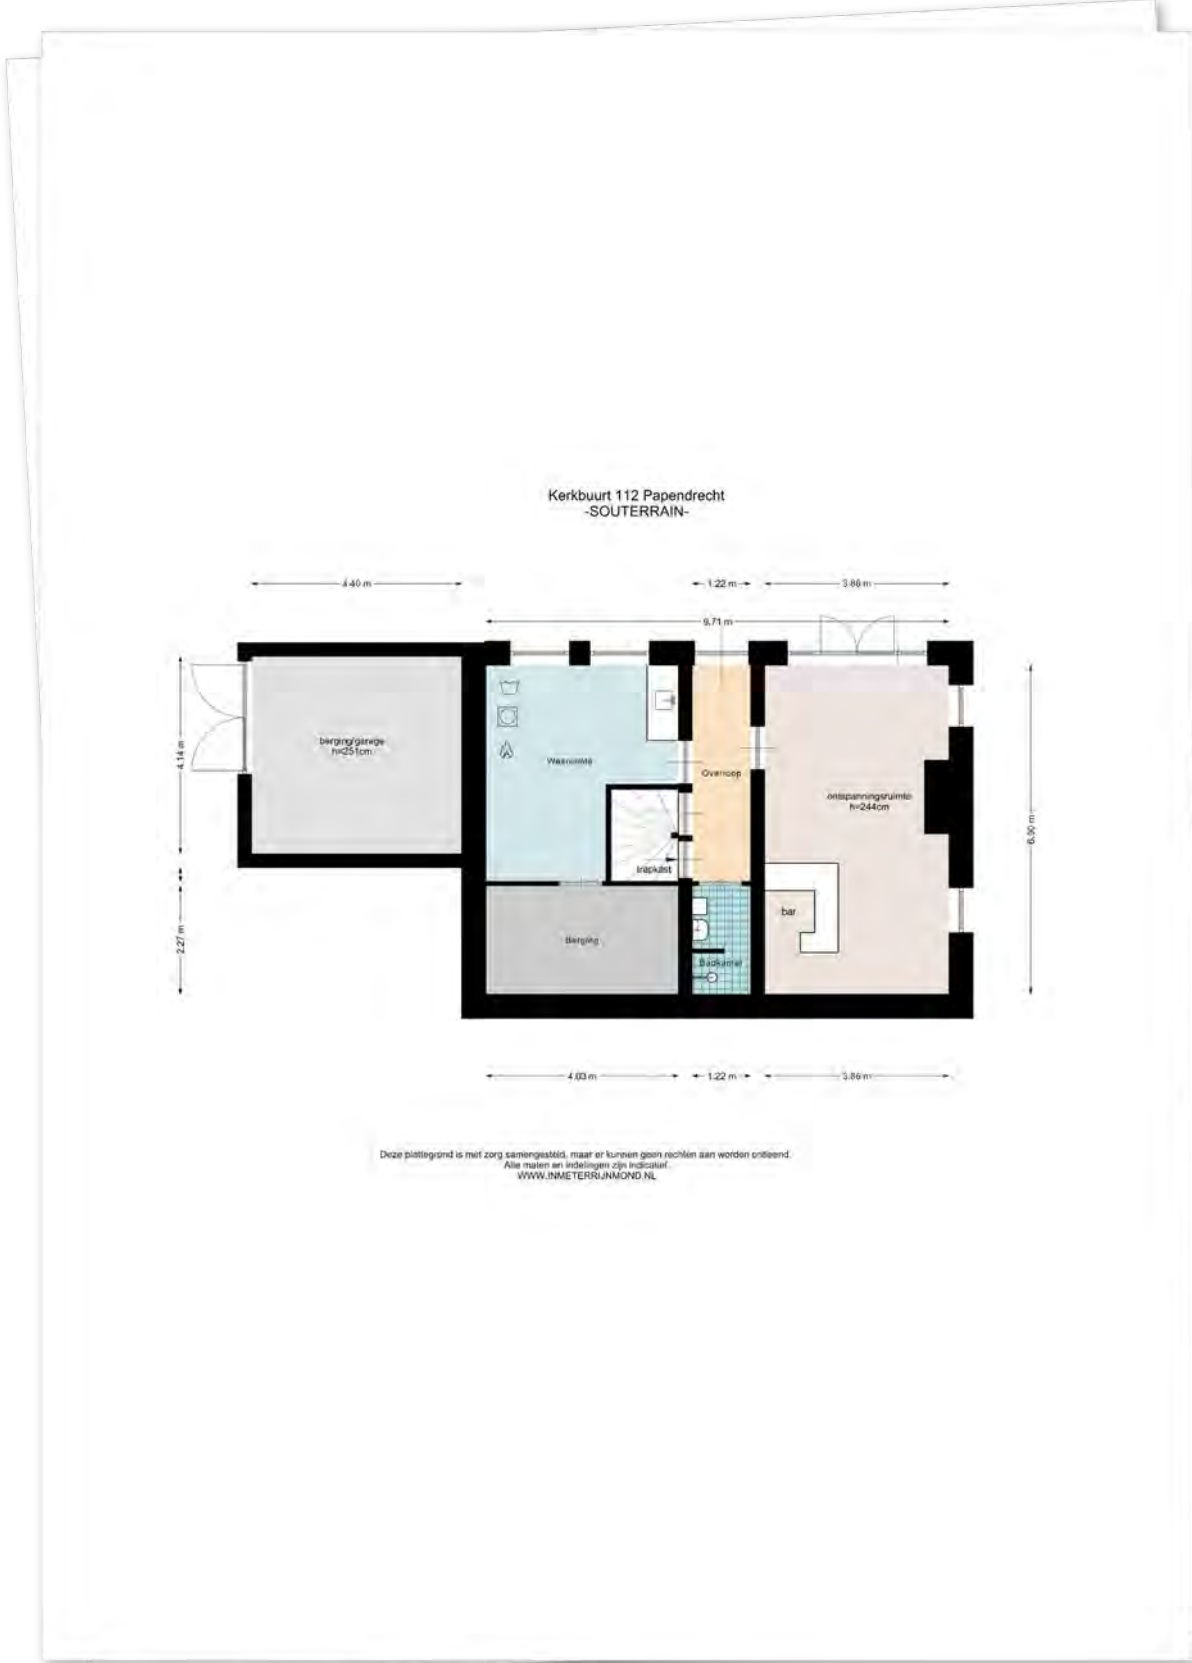 Kerkbuurt 112 Papendrecht
-SOUTERRAIN-
4.40 m
1.22 m
3.86 m
9.71 m
berging/garage
h=251cm
4.14 m
Wasruimte
Overloop
ontspanningsruimte
h=244cm
6.90 m
trapkast
bar
2.27 m
Berging
Badkamer
4.03 m
1.22 m
3.86 m
Deze plattegrond is met zorg samengesteld, maar er kunnen geen rechten aan worden ontleend.
Alle maten en indelingen zijn indicatief.
WWW.INMETERRIJNMOND.NL